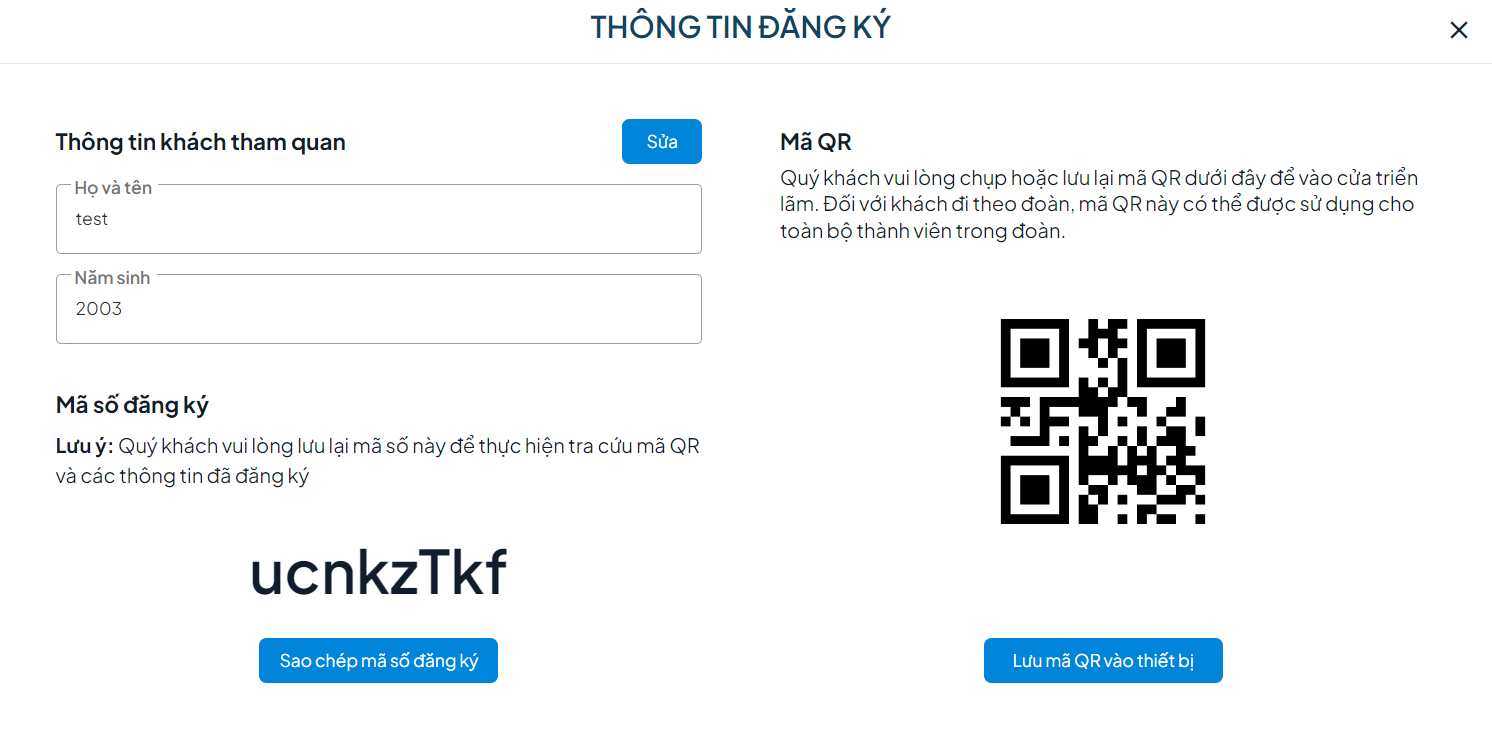 THÔNG TIN ĐĂNG KÝ
Thông tin khách tham quan
Sửa
Họ và tên
test
Năm sinh
2003
Mã số đăng ký
Lưu ý: Quý khách vui lòng lưu lại mã số này để thực hiện tra cứu mã QR
và các thông tin đã đăng ký
ucnkzTkf
Sao chép mã số đăng ký
Mã QR
Quý khách vui lòng chụp hoặc lưu lại mã QR dưới đây để vào cửa triển
lãm. Đối với khách đi theo đoàn, mã QR này có thể được sử dụng cho
toàn bộ thành viên trong đoàn.
Lưu mã QR vào thiết bị